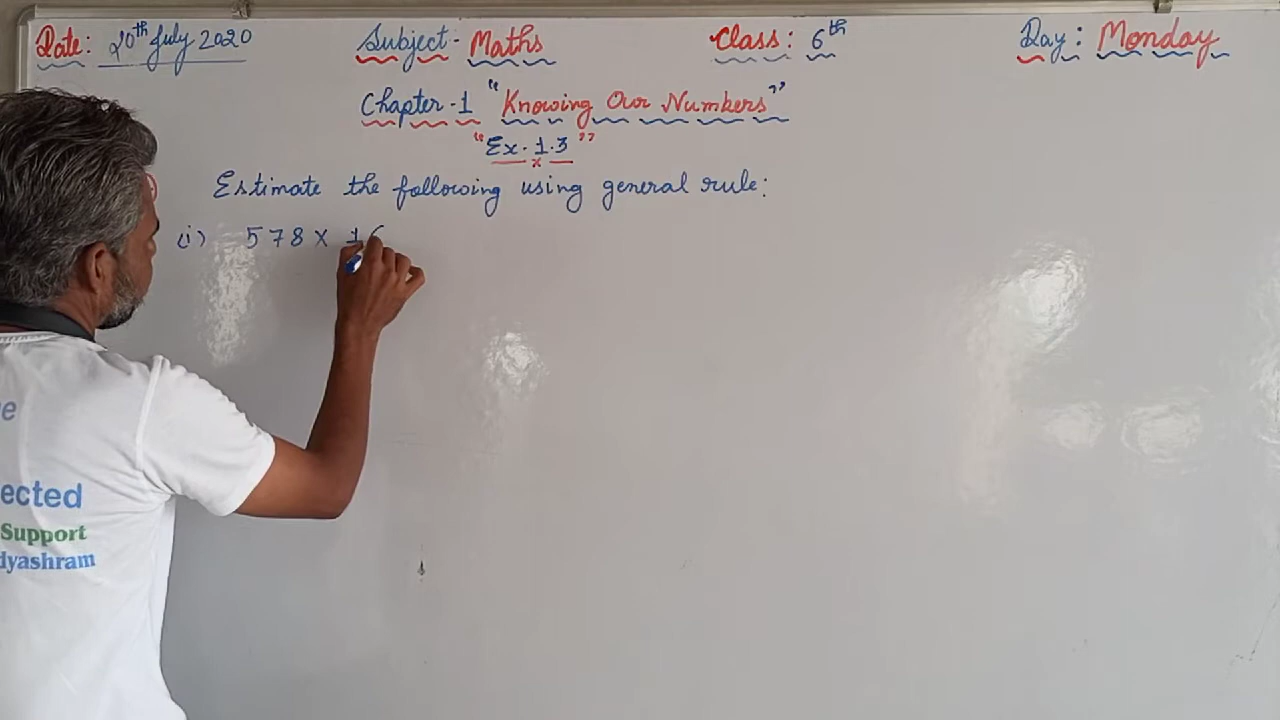 Date: 20th July 2020 Subject- Maths Class: 6th Day: Monday
Chapter-1 "Knowing Our Numbers"
"Ex. 1.3"
x
Estimate the following using general rule:
(i) 578 x 16
ected
Support
dyashram